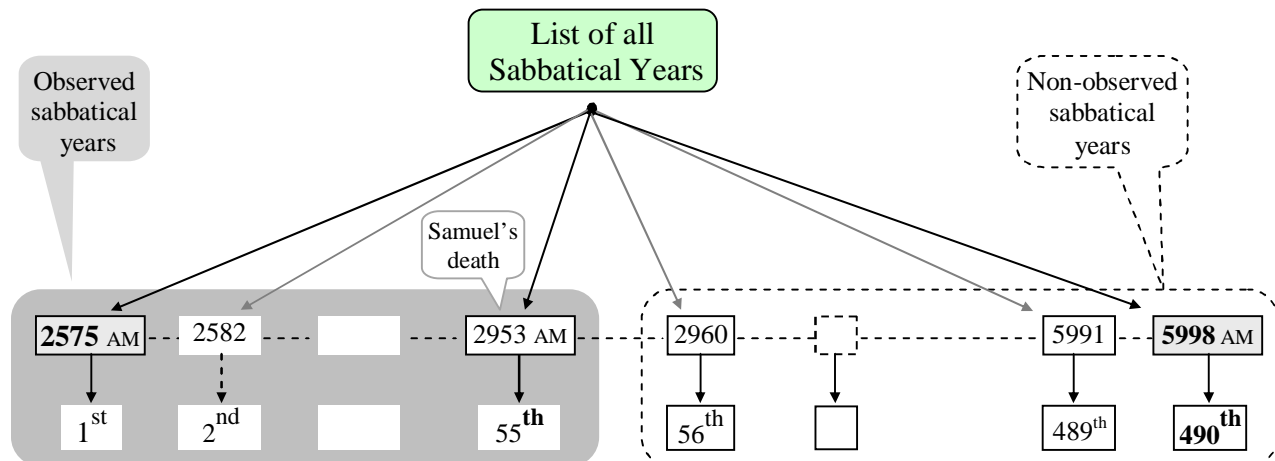 List of all
Sabbatical Years
Observed
sabbatical
years
Non-observed
sabbatical
years
Samuel's
death
2575 AM 2582 2953 AM 2960 5991 5998 AM
1st 2nd 55th 56th 489th 490th